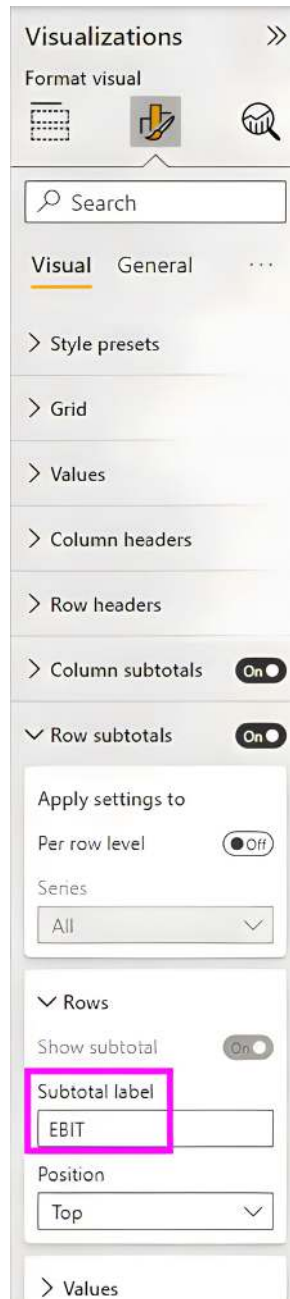 Visualizations
Format visual
Search
Visual General ...
Style presets
Grid
Values
Column headers
Row headers
Column subtotals On
Row subtotals On
Apply settings to
Per row level Off
Series
All
Rows
Show subtotal On
Subtotal label
EBIT
Position
Top
Values